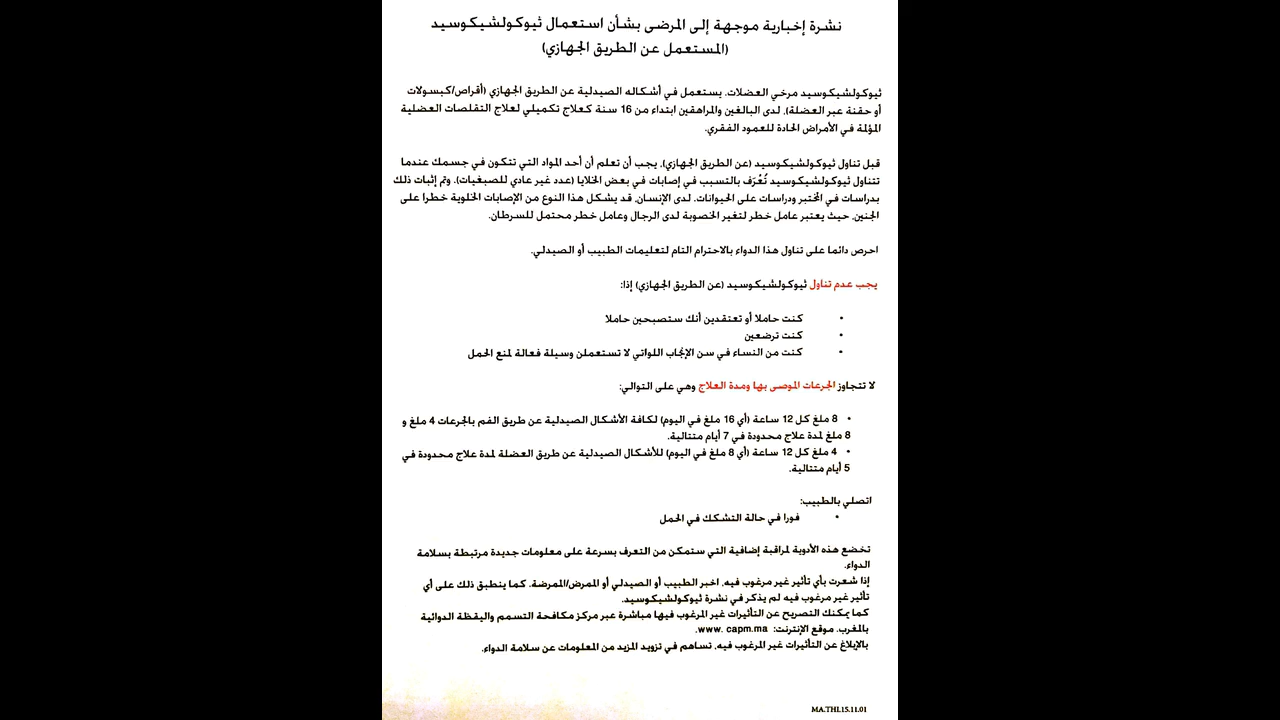 نشرة إخبارية موجهة إلى المرضى بشأن استعمال ثيوكولشيكوسيد
(المستعمل عن الطريق الجهازي)
ثيوكولشيكوسيد مرخي العضلات، يستعمل في أشكاله الصيدلية عن الطريق الجهازي (أقراص/كبسولات
أو حقنة عبر العضلة)، لدى البالغين والمراهقين ابتداء من 16 سنة كعلاج تكميلي لعلاج التقلصات العضلية
المؤلمة في الأمراض الحادة للعمود الفقري.
قبل تناول ثيوكولشيكوسيد (عن الطريق الجهازي)، يجب أن تعلم أن أحد المواد التي تتكون في جسمك عندما
تتناول ثيوكولشيكوسيد تُعْرَف بالتسبب في إصابات في بعض الخلايا (عدد غير عادي للصبغيات). وتم إثبات ذلك
بدراسات في المختبر ودراسات على الحيوانات. لدى الإنسان، قد يشكل هذا النوع من الإصابات الخلوية خطرا على
الجنين، حيث يعتبر عامل خطر لتغير الخصوبة لدى الرجال وعامل خطر محتمل للسرطان.
احرص دائما على تناول هذا الدواء بالاحترام التام لتعليمات الطبيب أو الصيدلي.
يجب عدم تناول ثيوكولشيكوسيد (عن الطريق الجهازي) إذا:
• كنت حاملا أو تعتقدين أنك ستصبحين حاملا
• كنت ترضعين
• كنت من النساء في سن الإنجاب اللواتي لا تستعملن وسيلة فعالة لمنع الحمل
لا تتجاوز الجرعات الموصى بها ومدة العلاج وهي على التوالي:
• 8 ملغ كل 12 ساعة (أي 16 ملغ في اليوم) لكافة الأشكال الصيدلية عن طريق الفم بالجرعات 4 ملغ و
8 ملغ لمدة علاج محدودة في 7 أيام متتالية.
• 4 ملغ كل 12 ساعة (أي 8 ملغ في اليوم) للأشكال الصيدلية عن طريق العضلة لمدة علاج محدودة في
5 أيام متتالية.
اتصلي بالطبيب:
• فورا في حالة التشكك في الحمل
تخضع هذه الأدوية لمراقبة إضافية التي ستمكن من التعرف بسرعة على معلومات جديدة مرتبطة بسلامة
الدواء.
إذا شعرت بأي تأثير غير مرغوب فيه، اخبر الطبيب أو الصيدلي أو الممرض/الممرضة. كما ينطبق ذلك على أي
تأثير غير مرغوب فيه لم يذكر في نشرة ثيوكولشيكوسيد.
كما يمكنك التصريح عن التأثيرات غير المرغوب فيها مباشرة عبر مركز مكافحة التسمم واليقظة الدوائية
بالمغرب. موقع الإنترنت: www. capm.ma.
بالإبلاغ عن التأثيرات غير المرغوب فيه، تساهم في تزويد المزيد من المعلومات عن سلامة الدواء.
MA.THI.15.11.01